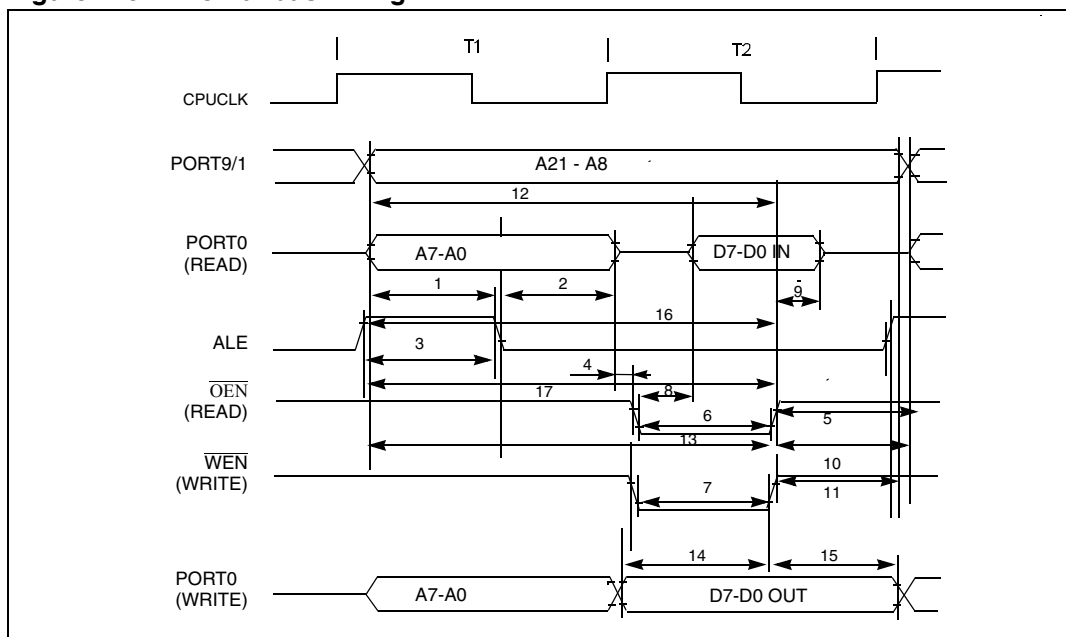 T1 T2
CPUCLK
PORT9/1 A21 - A8
12
PORT0 A7-A0 D7-D0 IN
(READ)
1 2 9
16
ALE
3
4
OEN 17 8
(READ) 6 5
13
WEN 10
(WRITE) 7 11
14 15
PORT0 A7-A0 D7-D0 OUT
(WRITE)